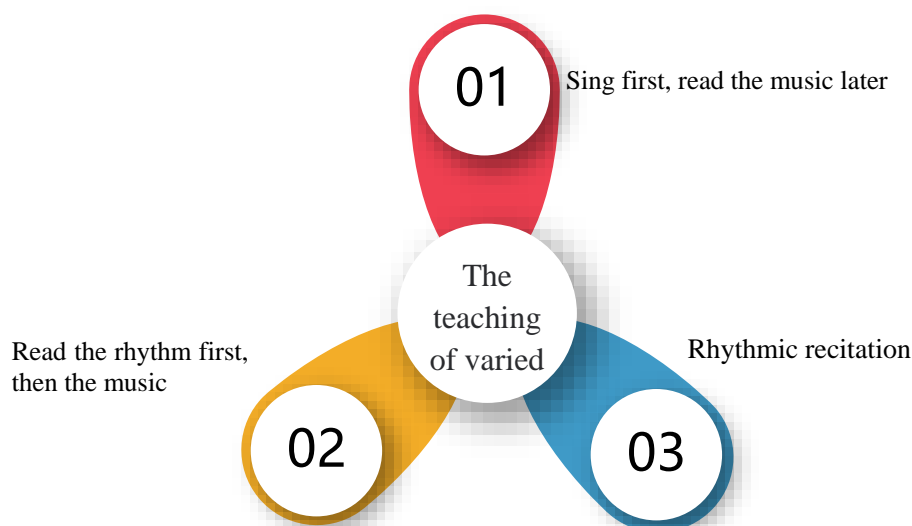 01
Sing first, read the music later
The
teaching
of varied
Read the rhythm first,
then the music
02
Rhythmic recitation
03